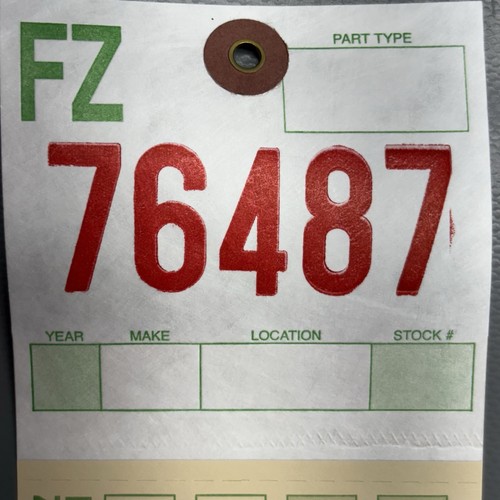 FZ
PART TYPE
76487
YEAR MAKE LOCATION STOCK #